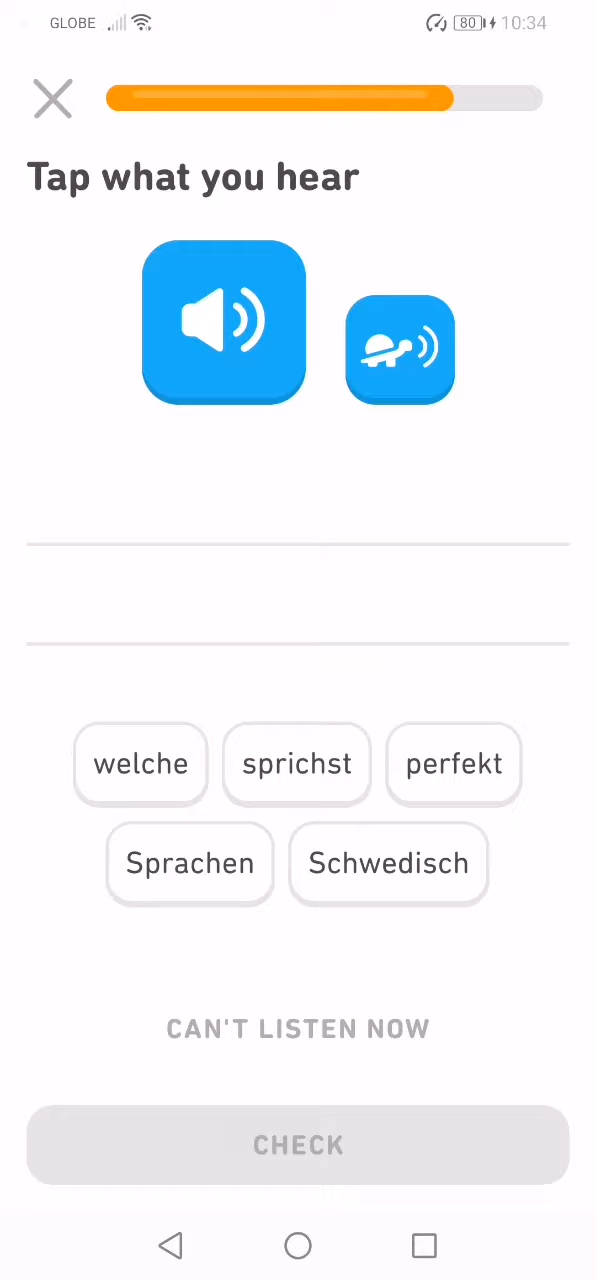 GLOBE 80 10:34
Tap what you hear
welche sprichst perfekt
Sprachen Schwedisch
CAN'T LISTEN NOW
CHECK